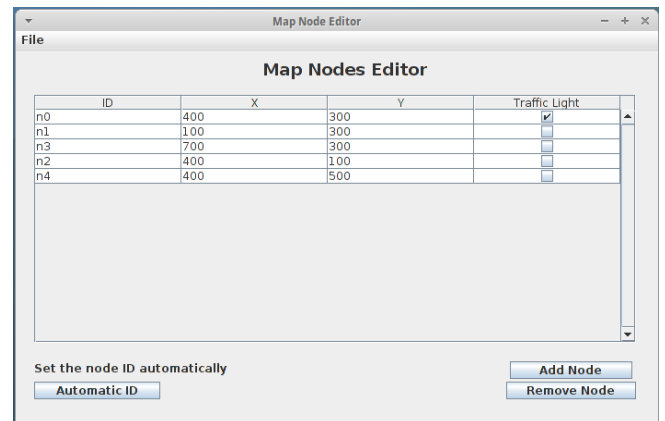 Map Node Editor
File
Map Nodes Editor
ID X Y Traffic Light
n0 400 300
n1 100 300
n3 700 300
n2 400 100
n4 400 500
Set the node ID automatically
Add Node
Automatic ID
Remove Node